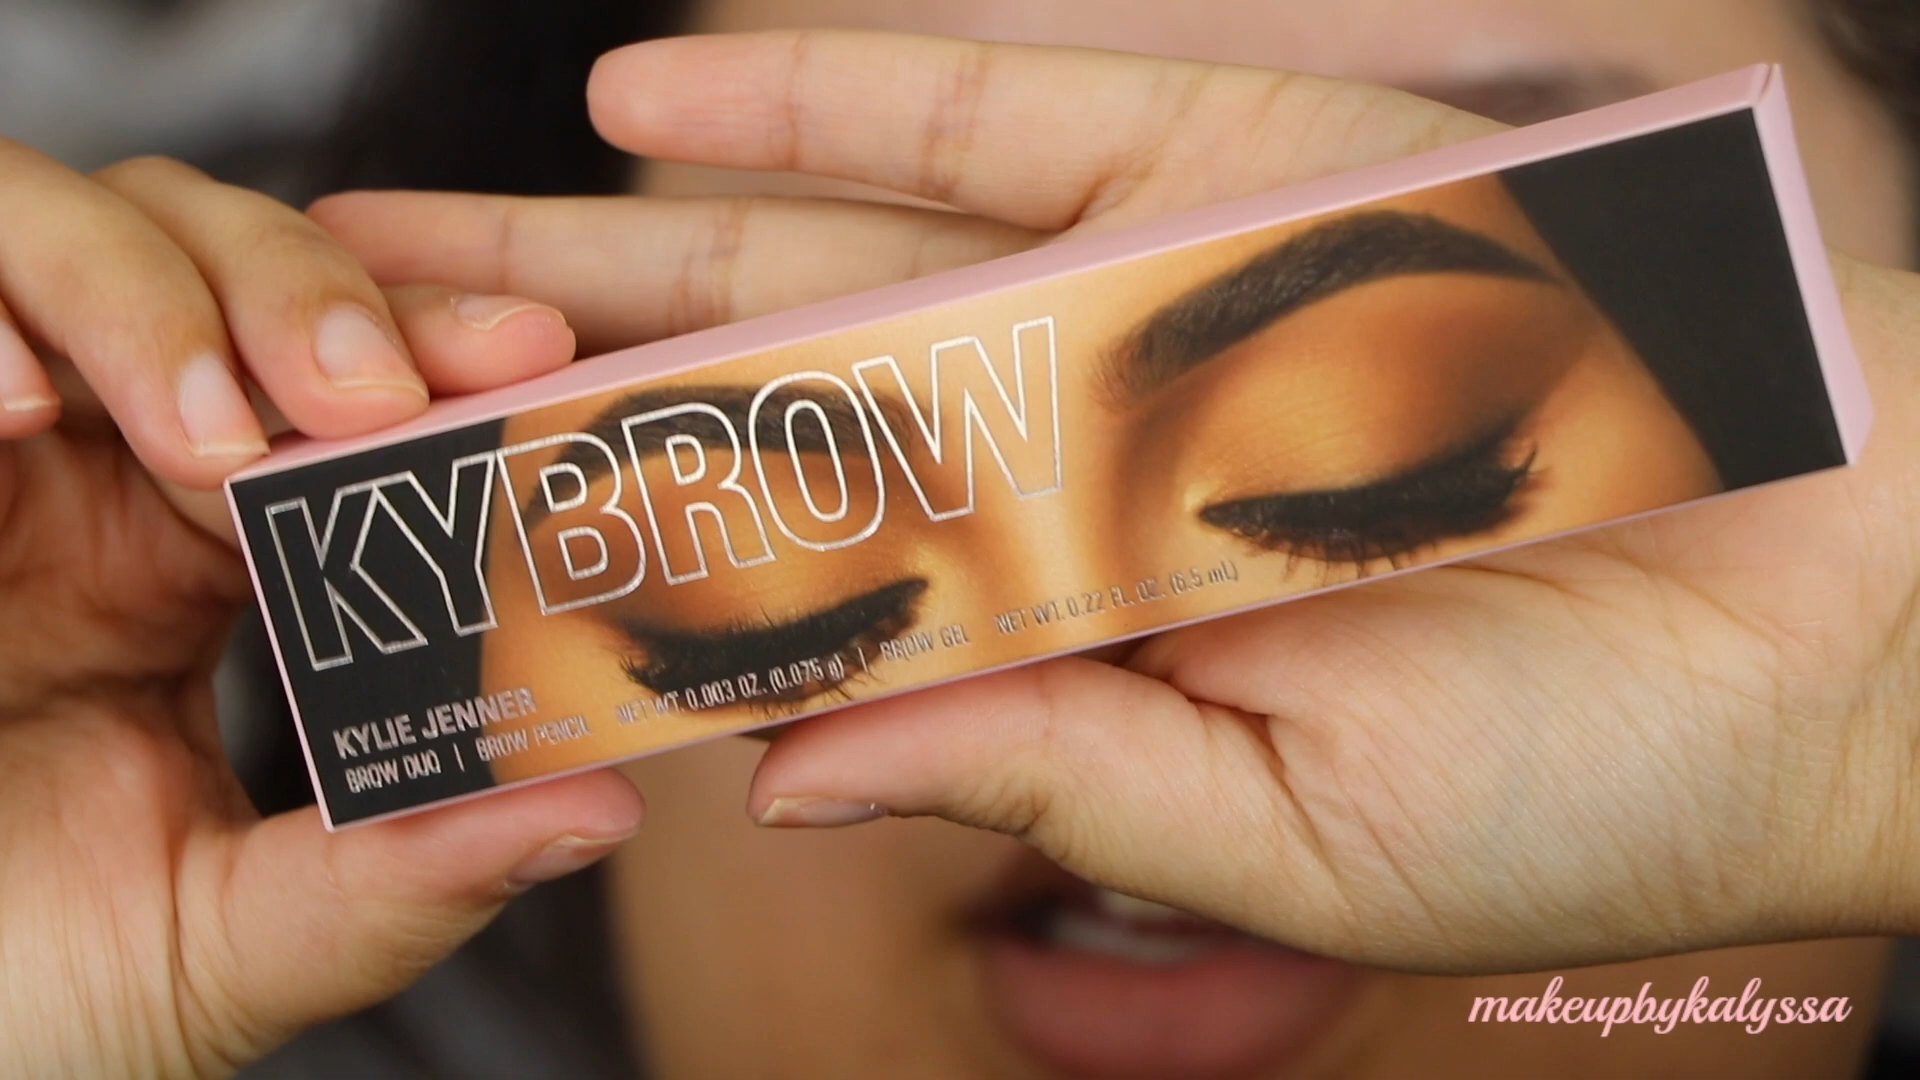 KYBROW
KYLIE JENNER
BROW DUO | BROW PENCIL NET WT. 0.003 OZ. (0.075 g) | BROW GEL NET WT. 0.22 FL. OZ. (6.5 mL)
makeupbykalyssa